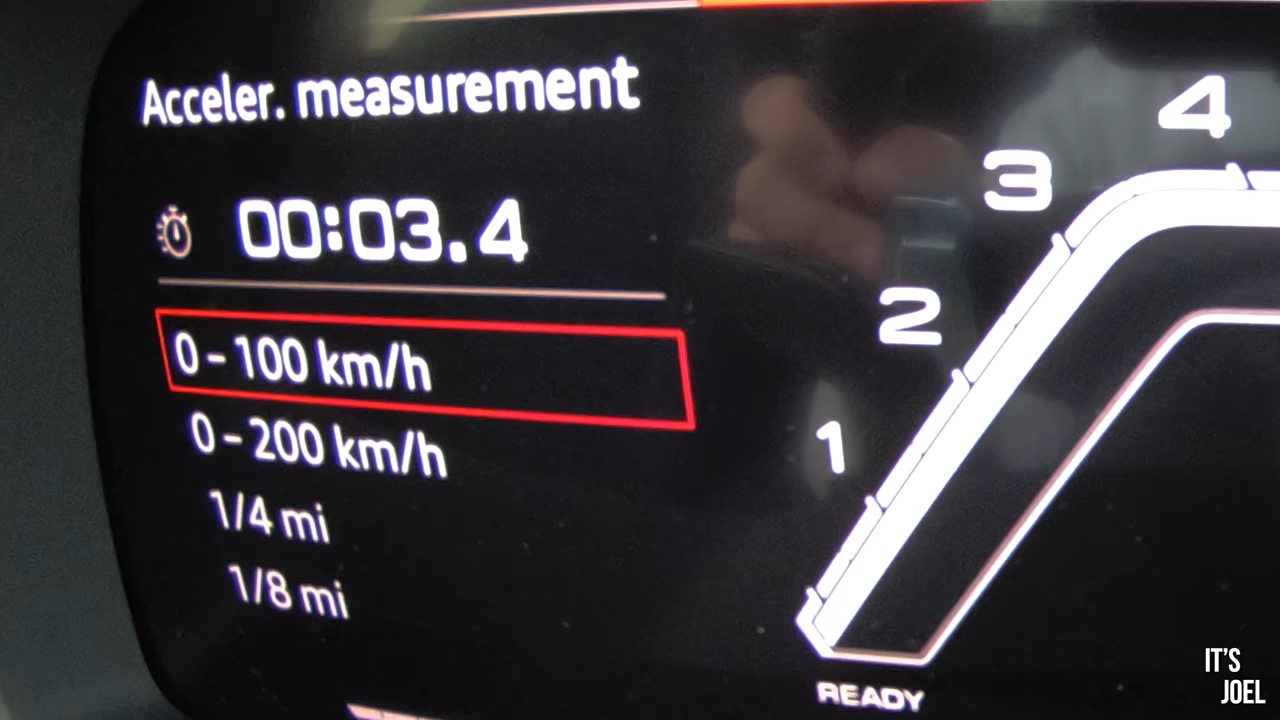 Acceler. measurement
00:03.4
0 – 100 km/h
0 – 200 km/h
1/4 mi
1/8 mi
4
3
2
1
READY
IT'S
JOEL